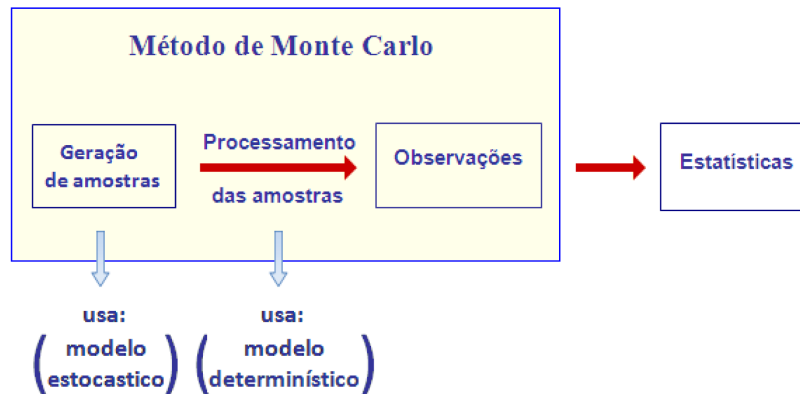 Método de Monte Carlo
Geração
de amostras
Processamento
das amostras
Observações
Estatísticas
usa:
(modelo
estocastico)
usa:
(modelo
determinístico)